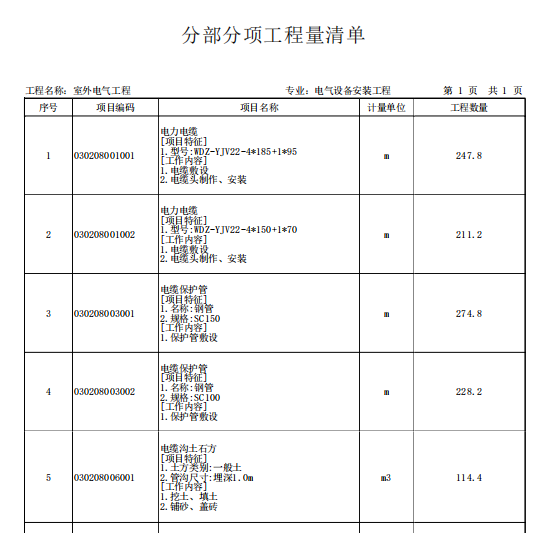 分部分项工程量清单
工程名称: 室外电气工程 专业: 电气设备安装工程 第 1 页 共 1 页
序号 项目编码 项目名称 计量单位 工程数量
1 030208001001 m 247.8
电力电缆
[项目特征]
1.型号:WDZ-YJV22-4*185+1*95
[工作内容]
1.电缆敷设
2.电缆头制作、安装
2 030208001002 m 211.2
电力电缆
[项目特征]
1.型号:WDZ-YJV22-4*150+1*70
[工作内容]
1.电缆敷设
2.电缆头制作、安装
3 030208003001 m 274.8
电缆保护管
[项目特征]
1.名称:钢管
2.规格:SC150
[工作内容]
1.保护管敷设
4 030208003002 m 228.2
电缆保护管
[项目特征]
1.名称:钢管
2.规格:SC100
[工作内容]
1.保护管敷设
5 030208006001 m3 114.4
电缆沟土石方
[项目特征]
1.土方类别:一般土
2.管沟尺寸:埋深1.0m
[工作内容]
1.挖土、填土
2.铺砂、盖砖